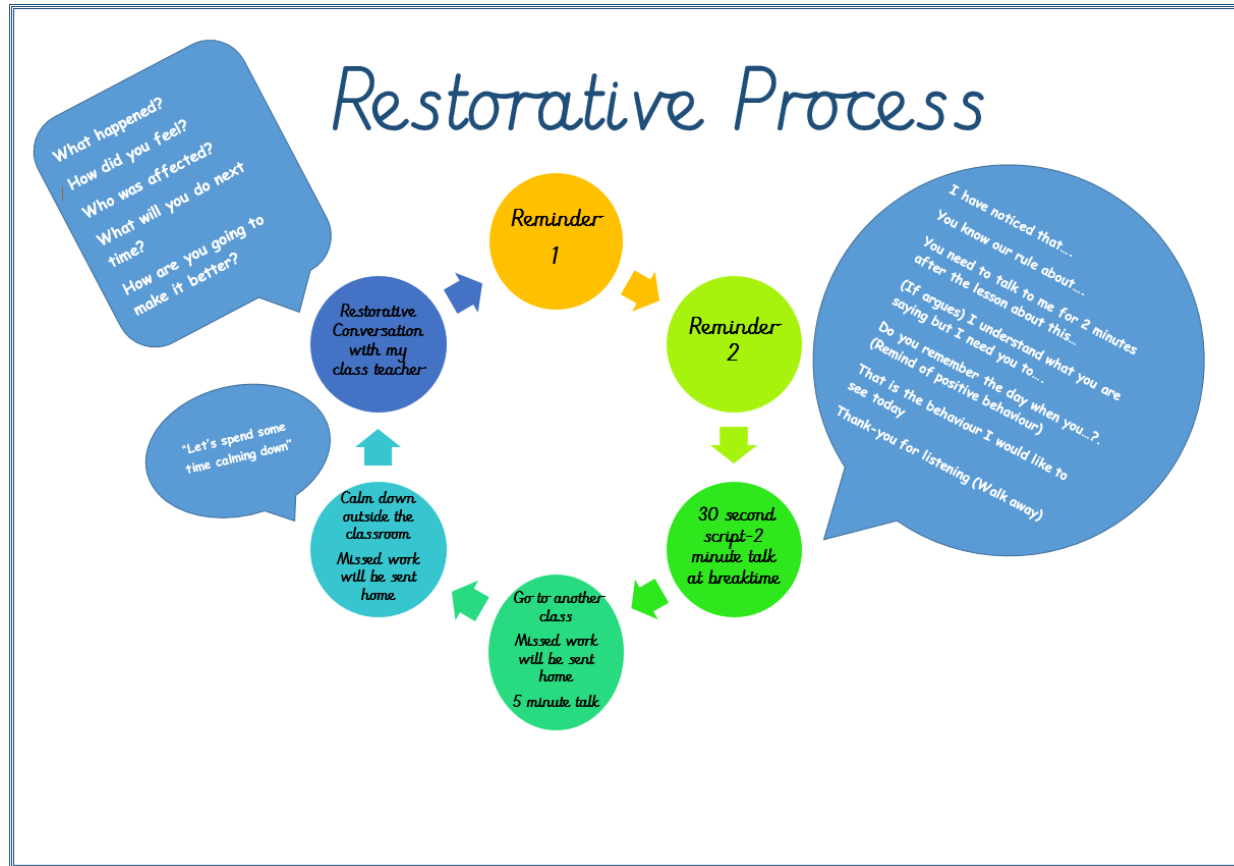 Restorative Process
What happened?
How did you feel?
Who was affected?
What will you do next
time?
How are you going to
make it better?
Reminder
1
Reminder
2
I have noticed that....
You know our rule about....
You need to talk to me for 2 minutes
after the lesson about this...
(If argues) I understand what you are
saying but I need you to....
Do you remember the day when you...?.
(Remind of positive behaviour)
That is the behaviour I would like to
see today
Thank-you for listening (Walk away)
30 second
script-2
minute talk
at breaktime
Go to another
class
Missed work
will be sent
home
5 minute talk
Calm down
outside the
classroom
Missed work
will be sent
home
"Let's spend some
time calming down"
Restorative
Conversation
with my
class teacher